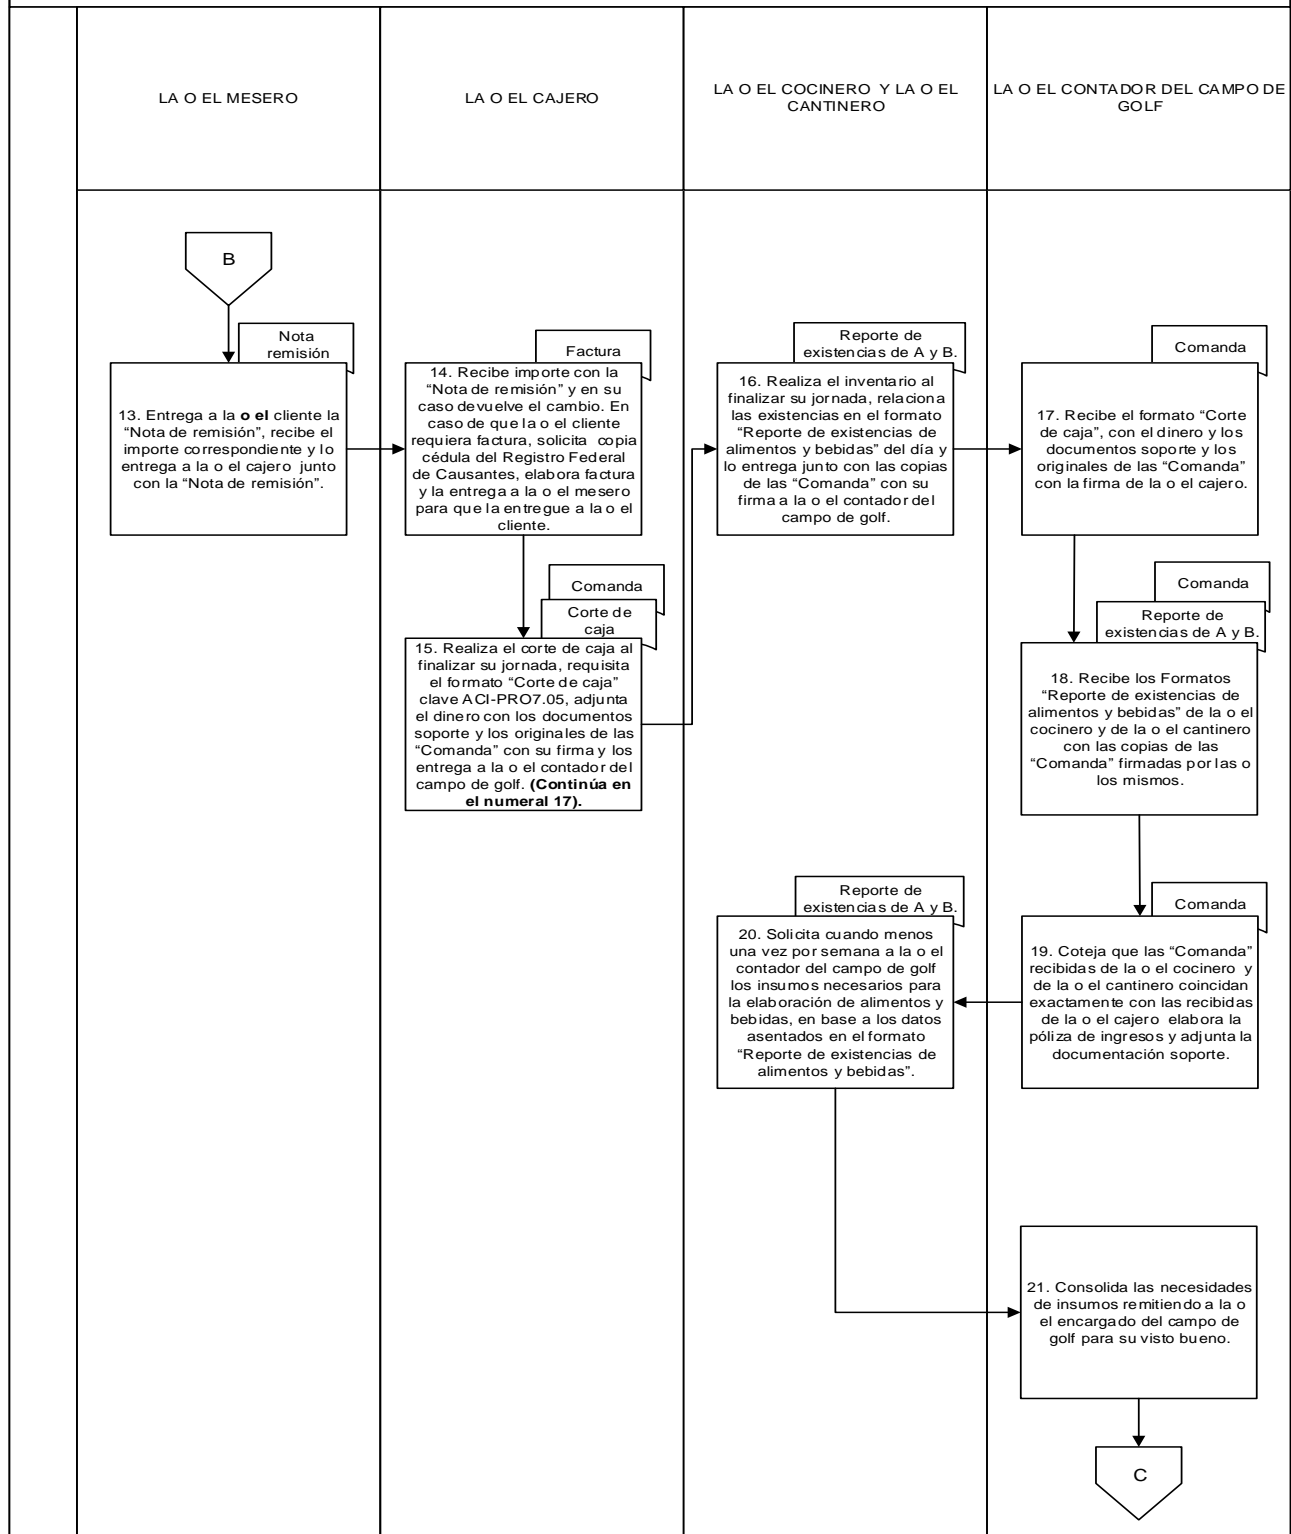 LA O EL MESERO
LA O EL CAJERO
LA O EL COCINERO Y LA O EL
CANTINERO
LA O EL CONTADOR DEL CAMPO DE
GOLF
B
Nota
remisión
13. Entrega a la o el cliente la
“Nota de remisión”, recibe el
importe correspondiente y lo
entrega a la o el cajero junto
con la “Nota de remisión”.
Factura
14. Recibe importe con la
“Nota de remisión” y en su
caso devuelve el cambio. En
caso de que la o el cliente
requiera factura, solicita copia
cédula del Registro Federal
de Causantes, elabora factura
y la entrega a la o el mesero
para que la entregue a la o el
cliente.
Comanda
Corte de
caja
15. Realiza el corte de caja al
finalizar su jornada, requisita
el formato “Corte de caja”
clave ACI-PRO7.05, adjunta
el dinero con los documentos
soporte y los originales de las
“Comanda” con su firma y los
entrega a la o el contador del
campo de golf. (Continúa en
el numeral 17).
Reporte de
existencias de A y B.
16. Realiza el inventario al
finalizar su jornada, relaciona
las existencias en el formato
“Reporte de existencias de
alimentos y bebidas” del día y
lo entrega junto con las copias
de las “Comanda” con su
firma a la o el contador del
campo de golf.
Comanda
17. Recibe el formato “Corte
de caja”, con el dinero y los
documentos soporte y los
originales de las “Comanda”
con la firma de la o el cajero.
Comanda
Reporte de
existencias de A y B.
18. Recibe los Formatos
“Reporte de existencias de
alimentos y bebidas” de la o el
cocinero y de la o el cantinero
con las copias de las
“Comanda” firmadas por las o
los mismos.
Comanda
19. Coteja que las “Comanda”
recibidas de la o el cocinero y
de la o el cantinero coincidan
exactamente con las recibidas
de la o el cajero elabora la
póliza de ingresos y adjunta la
documentación soporte.
Reporte de
existencias de A y B.
20. Solicita cuando menos
una vez por semana a la o el
contador del campo de golf
los insumos necesarios para
la elaboración de alimentos y
bebidas, en base a los datos
asentados en el formato
“Reporte de existencias de
alimentos y bebidas”.
21. Consolida las necesidades
de insumos remitiendo a la o
el encargado del campo de
golf para su visto bueno.
C